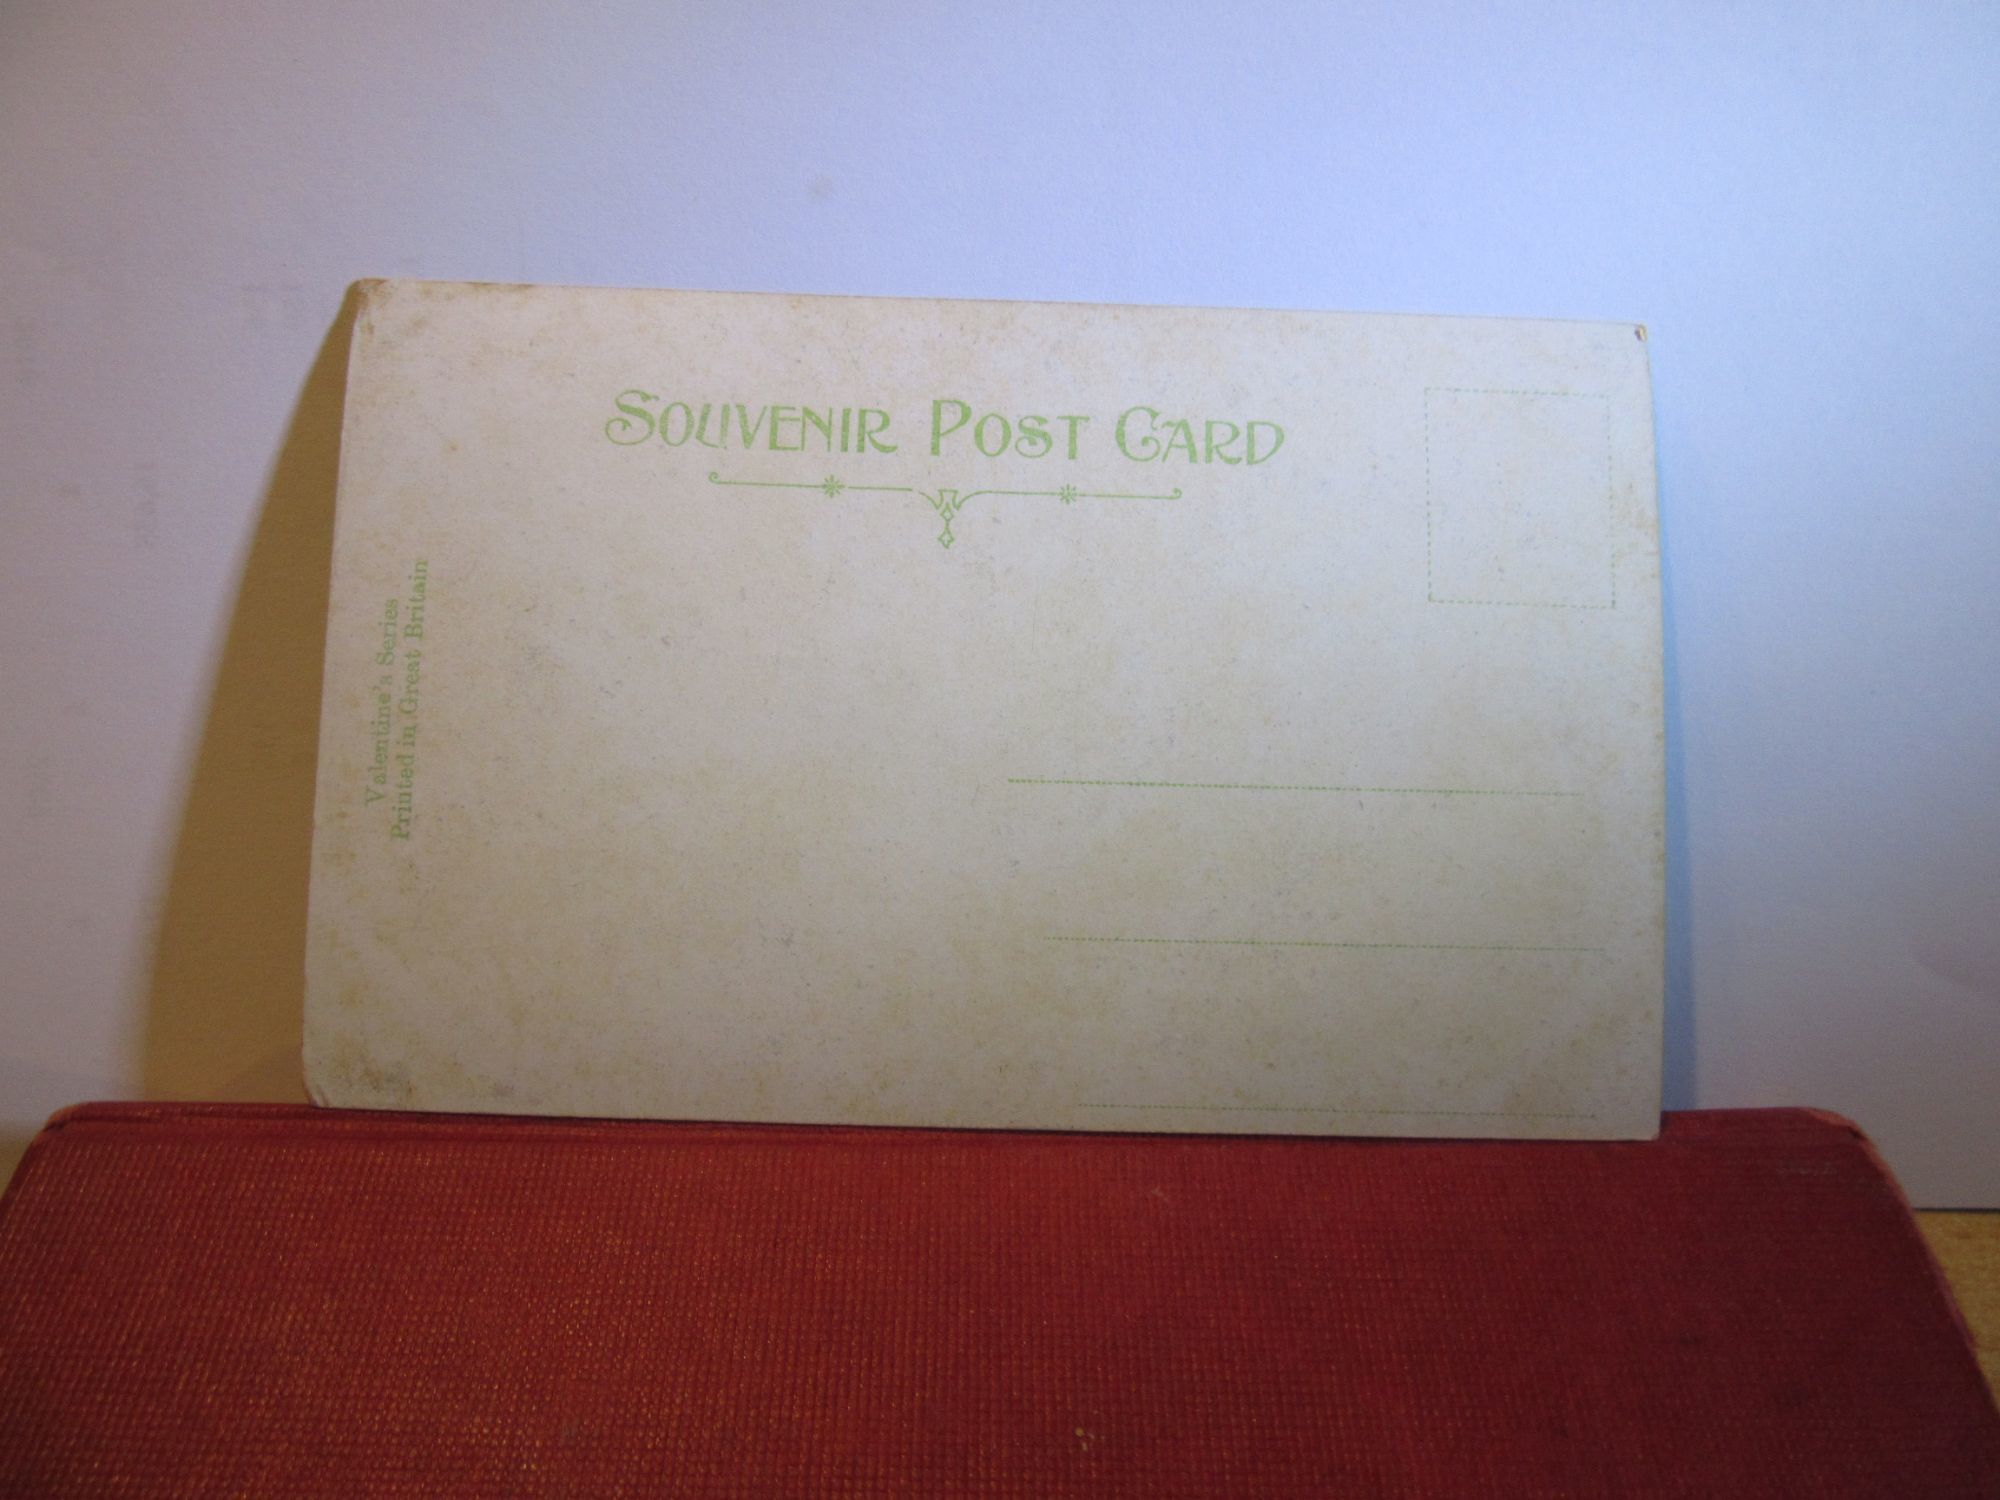 SOUVENIR POST CARD
Valentine's Series
Printed in Great Britain